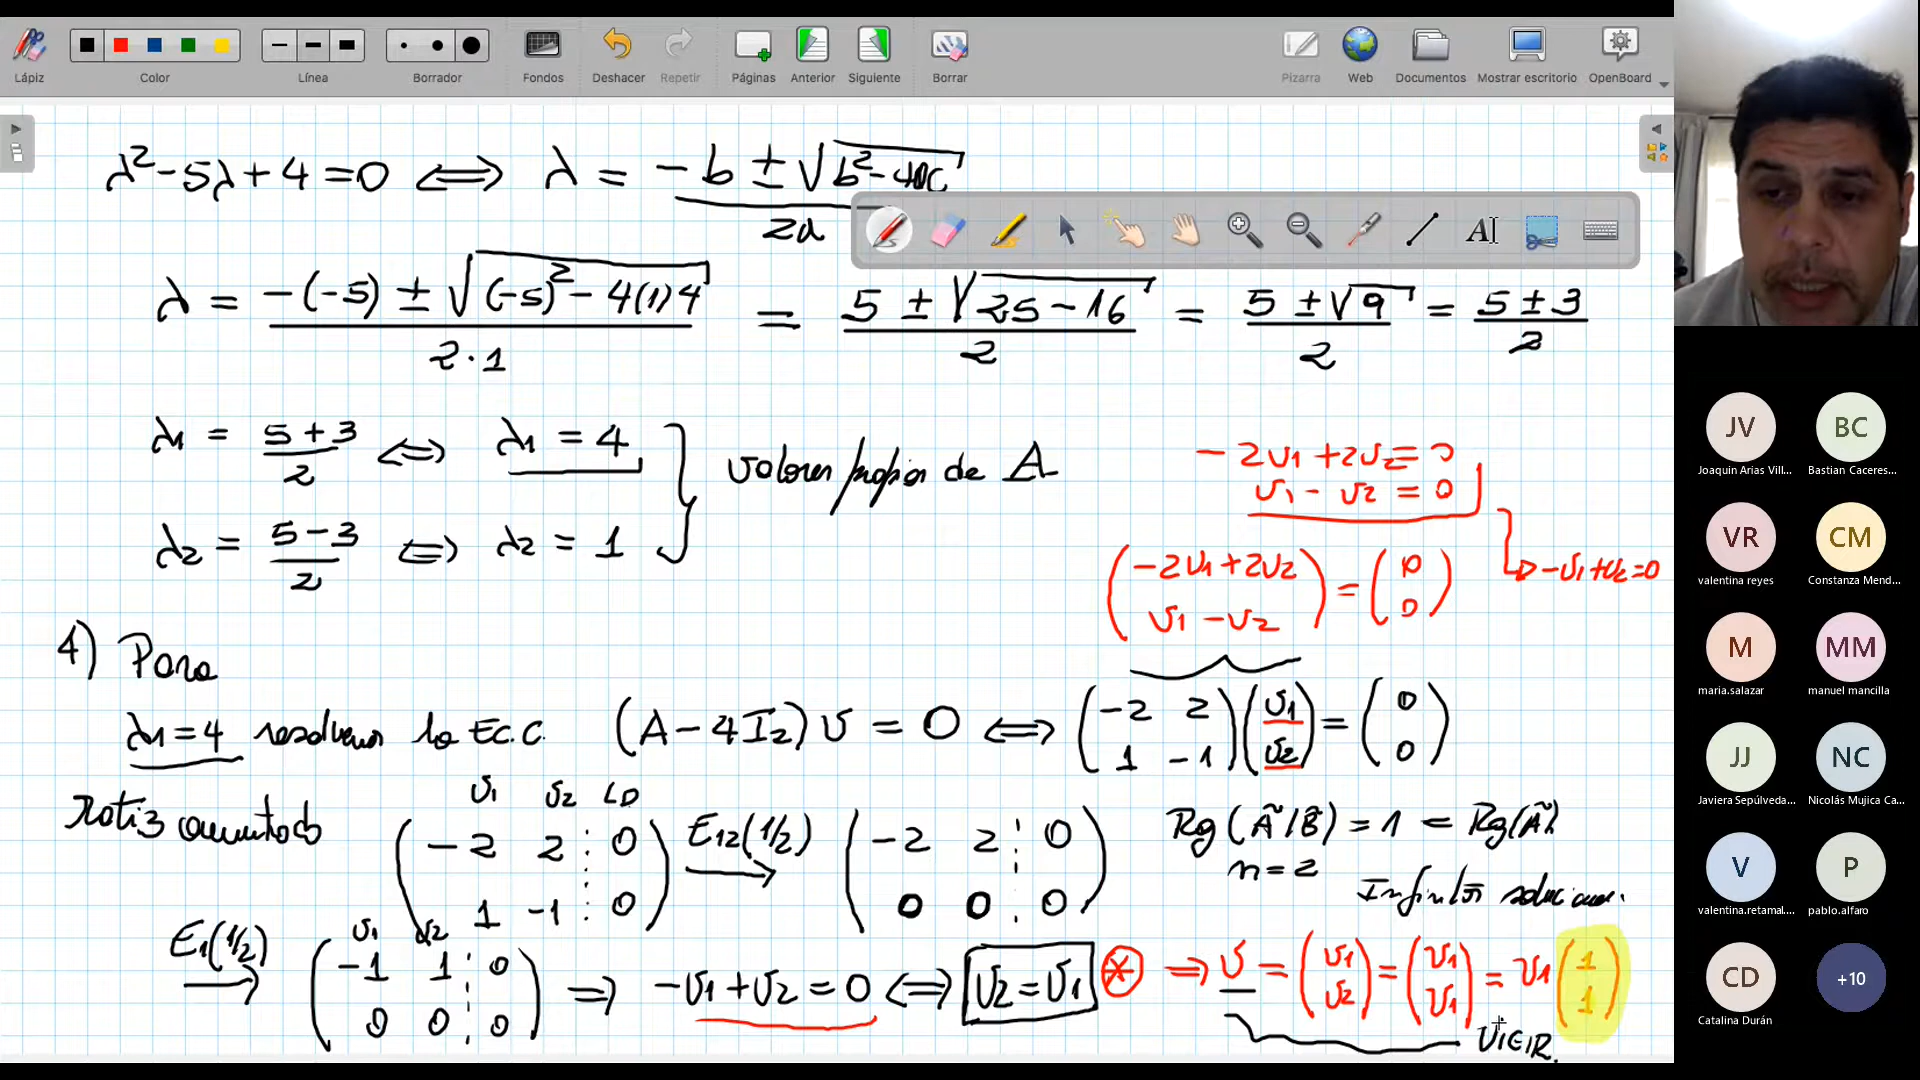 Lápiz Color Línea Borrador Fondos Deshacer Repetir Páginas Anterior Siguiente Borrar Pizarra Web Documentos Mostrar escritorio OpenBoard
λ² - 5λ + 4 = 0 ⟺ λ = (-b ± √(b² - 4ac)) / 2a
λ = (-(-5) ± √((-5)² - 4(1)4)) / (2·1) = (5 ± √(25 - 16)) / 2 = (5 ± √9) / 2 = (5 ± 3) / 2
λ1 = (5+3)/2 ⟺ λ1 = 4
λ2 = (5-3)/2 ⟺ λ2 = 1
valores propios de A
-2v1 + 2v2 = 0
v1 - v2 = 0
-v1+v2=0
(-2v1+2v2 ; v1 - v2) = (0 ; 0)
4) Para
λ1=4 resolvemos la Ec.C. (A - 4I2) v = 0 ⟺ (-2 2 ; 1 -1)(v1 ; v2) = (0 ; 0)
v1 v2 LD
Matriz aumentada (-2 2 ⋮ 0 ; 1 -1 ⋮ 0) E12(1/2) → (-2 2 ⋮ 0 ; 0 0 ⋮ 0)
Rg(Ã/B̃) = 1 = Rg(Ã)
n = 2
Infinitas soluciones.
E1(1/2) →
v1 v2
(-1 1 ⋮ 0 ; 0 0 ⋮ 0) ⟹ -v1+v2 = 0 ⟺ v2 = v1 (*) ⟹ v = (v1 ; v2) = (v1 ; v1) = v1 (1 ; 1)
v1∈IR.
JV
Joaquin Arias Vill...
BC
Bastian Caceres...
VR
valentina reyes
CM
Constanza Mend...
M
maria.salazar
MM
manuel mancilla
JJ
Javiera Sepúlveda...
NC
Nicolás Mujica Ca...
V
valentina.retamal....
P
pablo.alfaro
CD
Catalina Durán
+10